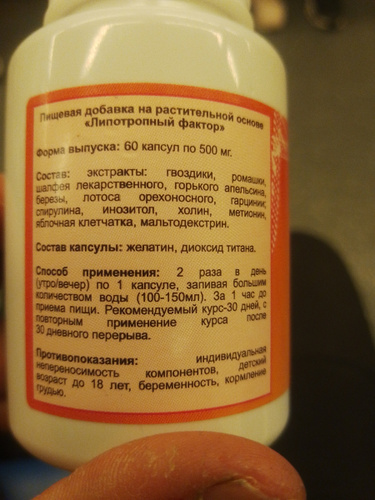 Пищевая добавка на растительной основе
«Липотропный фактор»
Форма выпуска: 60 капсул по 500 мг.
Состав: экстракты: гвоздики, ромашки,
шалфея лекарственного, горького апельсина,
березы, лотоса орехоносного, гарцинии;
спирулина, инозитол, холин, метионин,
яблочная клетчатка, мальтодекстрин.
Состав капсулы: желатин, диоксид титана.
Способ применения: 2 раза в день
(утро/вечер) по 1 капсуле, запивая большим
количеством воды (100-150мл). За 1 час до
приема пищи. Рекомендуемый курс-30 дней, с
повторным применение курса после
30 дневного перерыва.
Противопоказания: индивидуальная
непереносимость компонентов, детский
возраст до 18 лет, беременность, кормление
грудью.